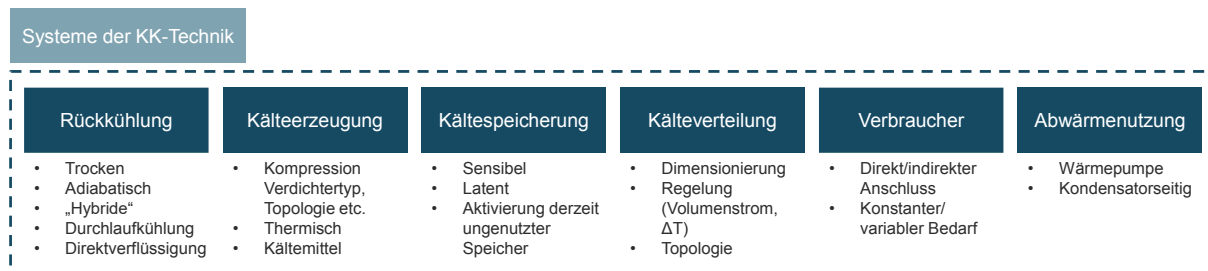 Systeme der KK-Technik
Rückkühlung
• Trocken
• Adiabatisch
• „Hybride“
• Durchlaufkühlung
• Direktverflüssigung
Kälteerzeugung
• Kompression
Verdichtertyp,
Topologie etc.
• Thermisch
• Kältemittel
Kältespeicherung
• Sensibel
• Latent
• Aktivierung derzeit
ungenutzter
Speicher
Kälteverteilung
• Dimensionierung
• Regelung
(Volumenstrom,
ΔT)
• Topologie
Verbraucher
• Direkt/indirekter
Anschluss
• Konstanter/
variabler Bedarf
Abwärmenutzung
• Wärmepumpe
• Kondensatorseitig